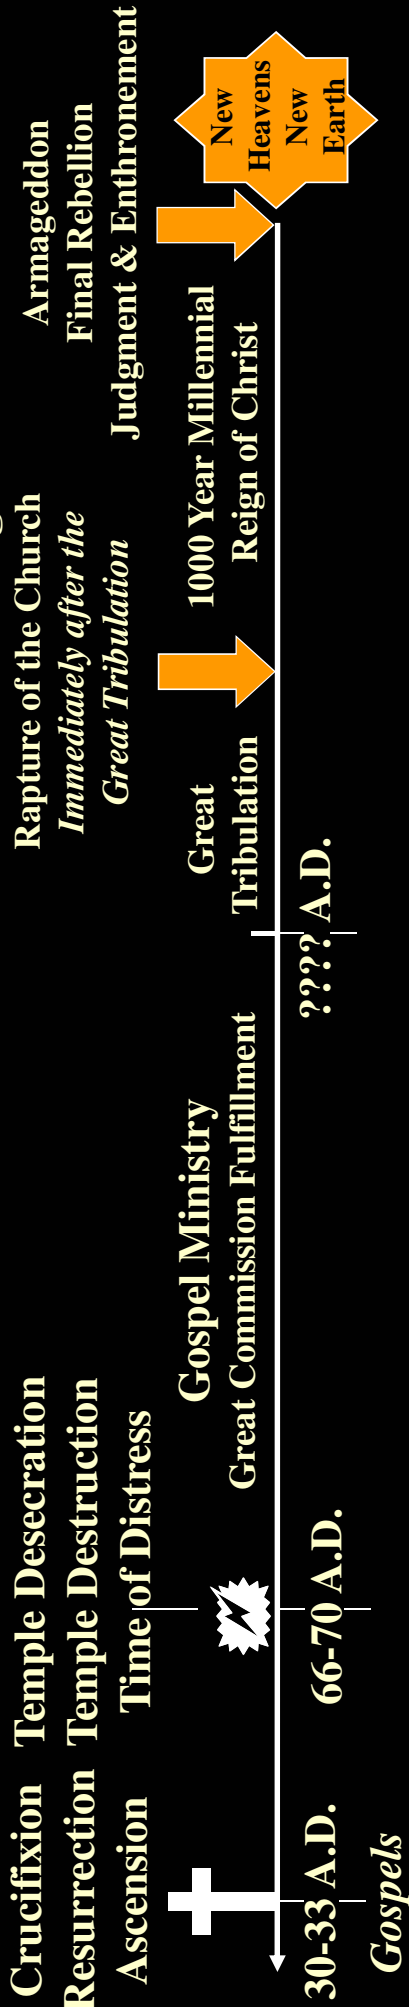 Crucifixion
Resurrection
Ascension
30-33 A.D.
Gospels
Temple Desecration
Temple Destruction
Time of Distress
66-70 A.D.
Gospel Ministry
Great Commission Fulfillment
???? A.D.
Great
Tribulation
Rapture of the Church
Immediately after the
Great Tribulation
1000 Year Millennial
Reign of Christ
Armageddon
Final Rebellion
Judgment & Enthronement
New
Heavens
New
Earth